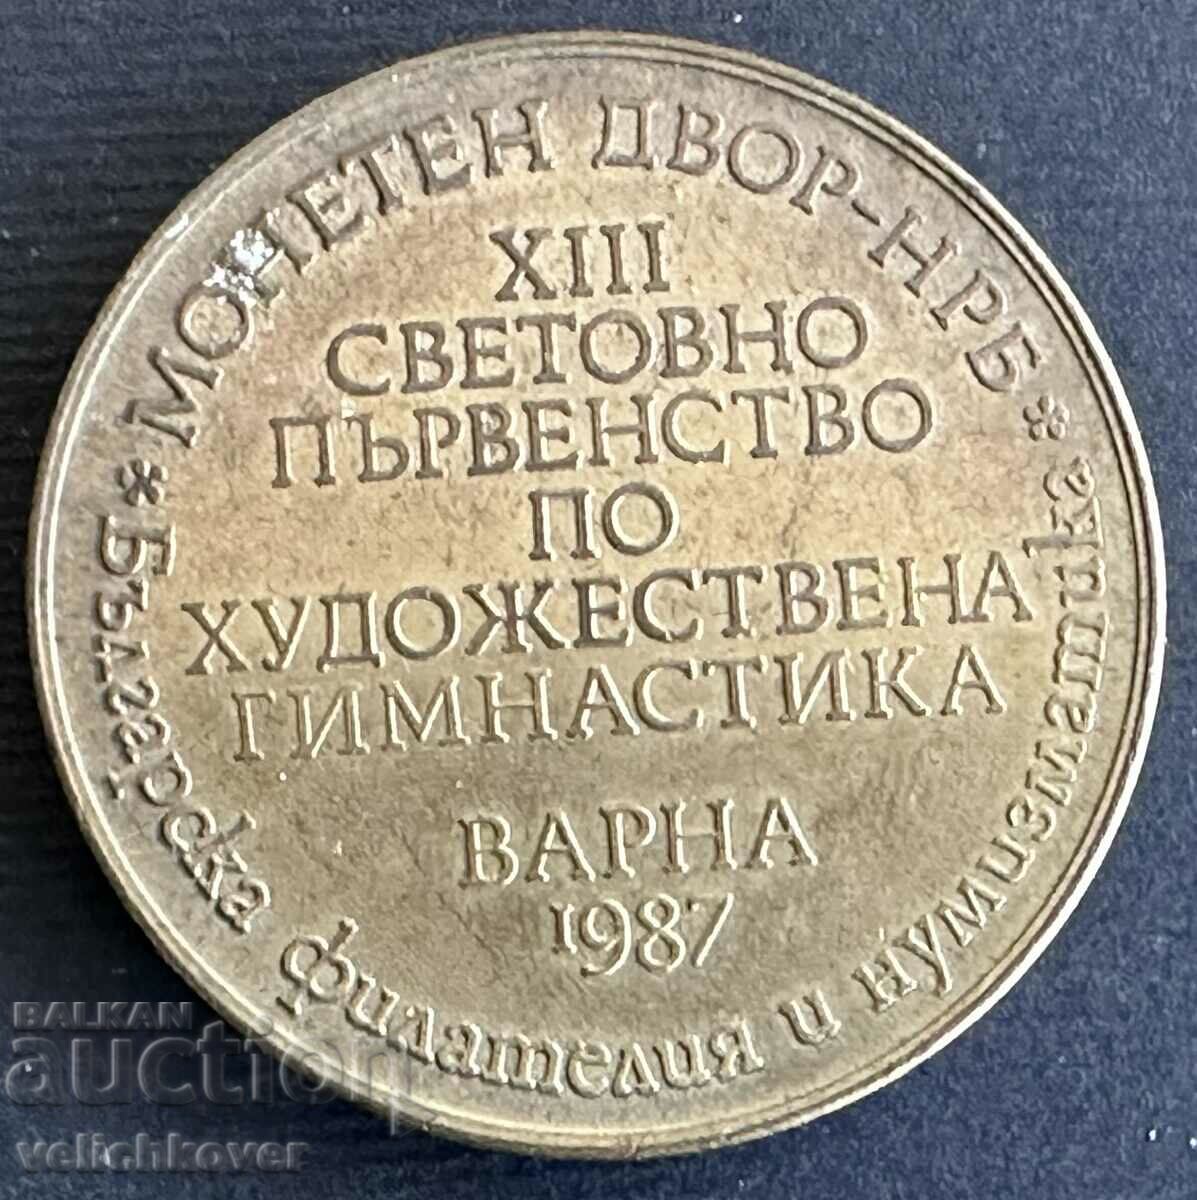 * МОНЕТЕН ДВОР-НРБ *
XIII
СВЕТОВНО
ПЪРВЕНСТВО
ПО
ХУДОЖЕСТВЕНА
ГИМНАСТИКА
ВАРНА
1987
Българска филателия и нумизматика
BALKAN
auction
velichkover